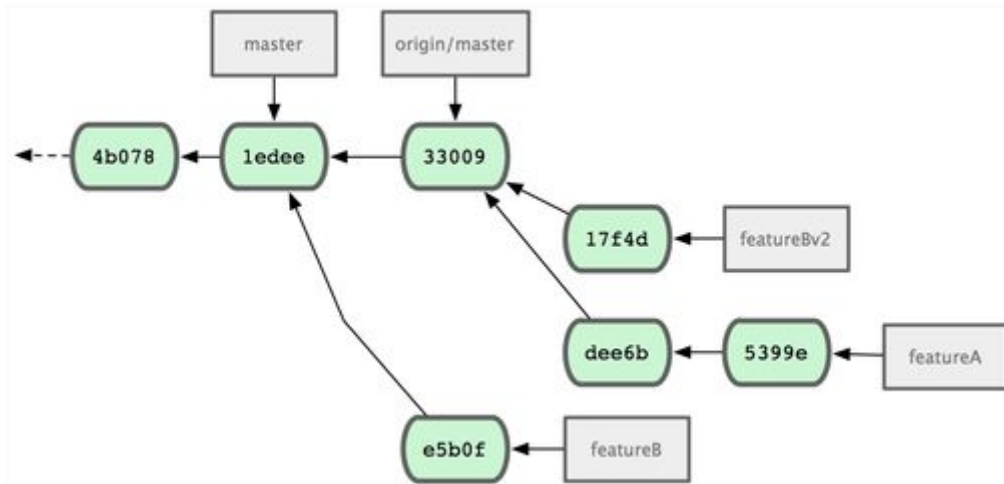 master
origin/master
4b078
1edee
33009
17f4d
featureBv2
dee6b
5399e
featureA
e5b0f
featureB